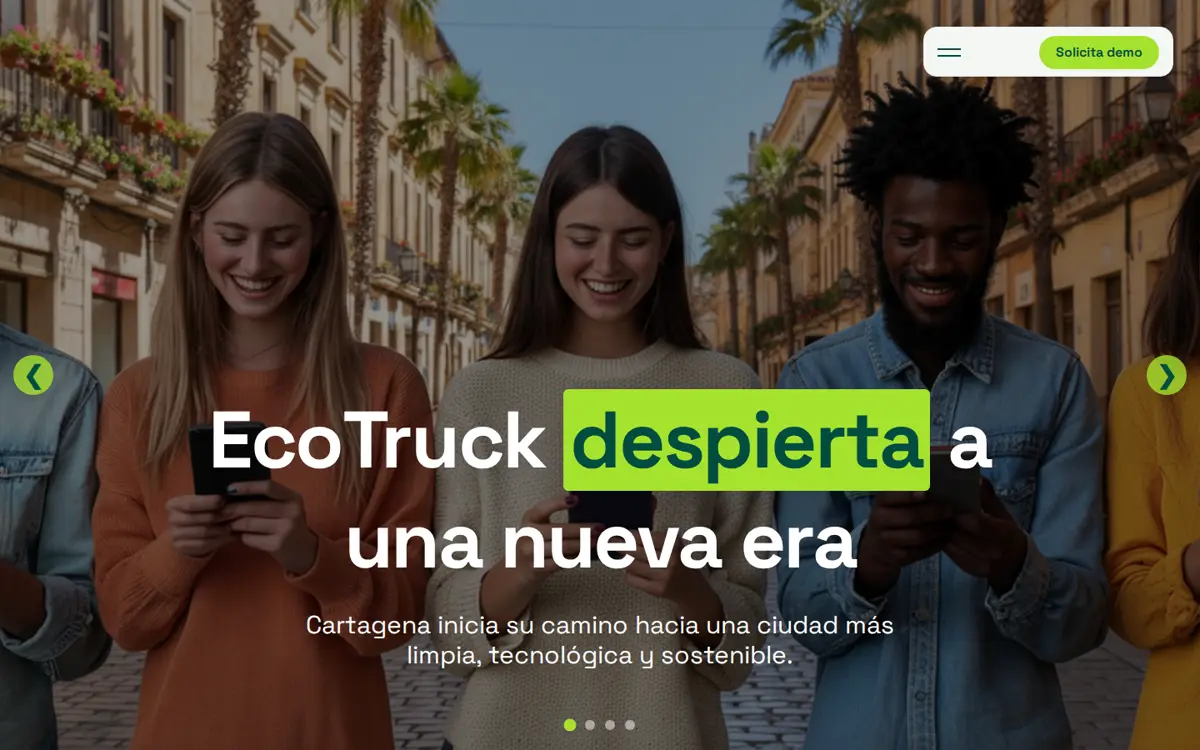 Solicita demo
EcoTruck despierta a
una nueva era
Cartagena inicia su camino hacia una ciudad más
limpia, tecnológica y sostenible.